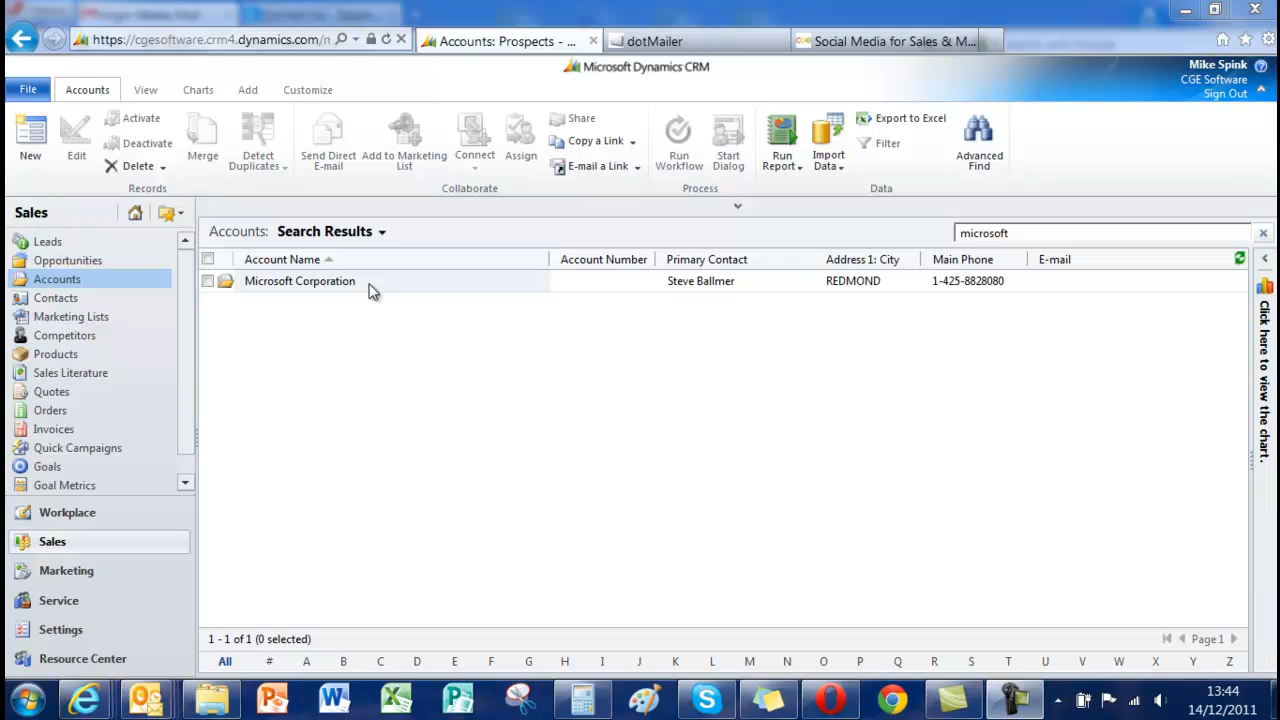 https://cgesoftware.crm4.dynamics.com/n
Accounts: Prospects - ...
dotMailer
Social Media for Sales & M...
Microsoft Dynamics CRM
Mike Spink
CGE Software
Sign Out
File
Accounts
View
Charts
Add
Customize
New
Edit
Activate
Deactivate
Delete
Merge
Detect
Duplicates
Send Direct
E-mail
Add to Marketing
List
Connect
Assign
Share
Copy a Link
E-mail a Link
Run
Workflow
Start
Dialog
Run
Report
Import
Data
Export to Excel
Filter
Advanced
Find
Records
Collaborate
Process
Data
Sales
Leads
Opportunities
Accounts
Contacts
Marketing Lists
Competitors
Products
Sales Literature
Quotes
Orders
Invoices
Quick Campaigns
Goals
Goal Metrics
Workplace
Sales
Marketing
Service
Settings
Resource Center
Accounts: Search Results
microsoft
Account Name Account Number Primary Contact Address 1: City Main Phone E-mail
Microsoft Corporation Steve Ballmer REDMOND 1-425-8828080
Click here to view the chart.
1 - 1 of 1 (0 selected)
Page 1
All # A B C D E F G H I J K L M N O P Q R S T U V W X Y Z
13:44
14/12/2011